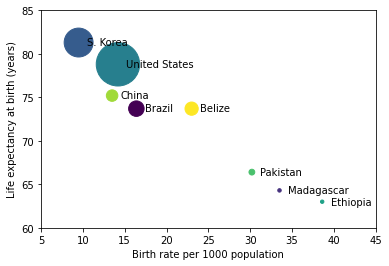 85
80
75
70
65
60
Life expectancy at birth (years)
S. Korea
United States
China
Brazil
Belize
Pakistan
Madagascar
Ethiopia
5 10 15 20 25 30 35 40 45
Birth rate per 1000 population